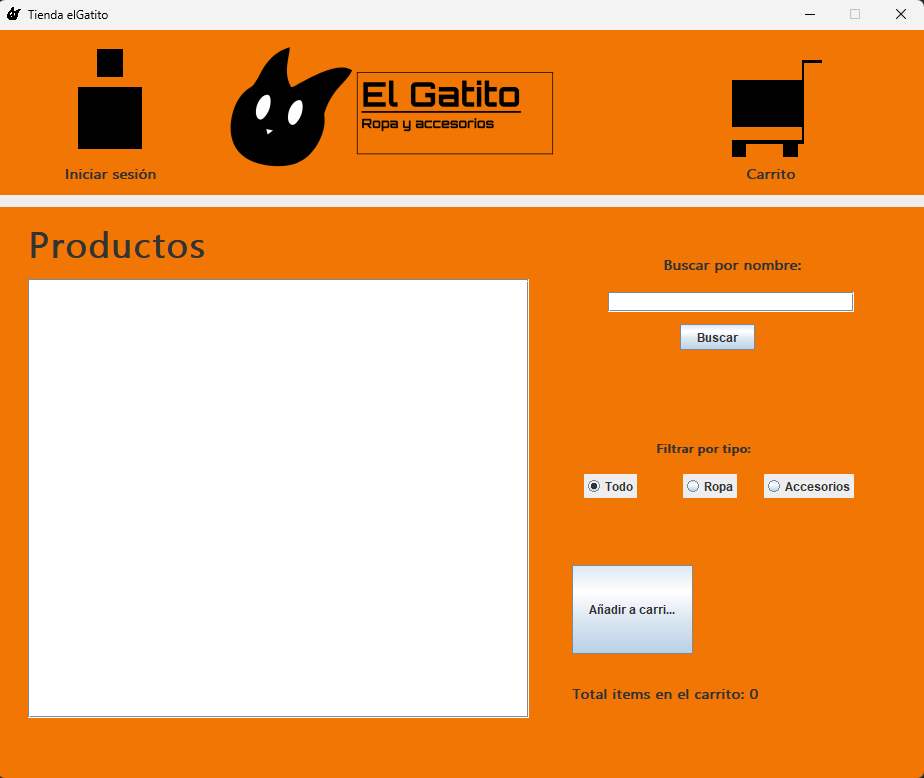 Tienda elGatito
El Gatito
Ropa y accesorios
Iniciar sesión
Carrito
Productos
Buscar por nombre:
Buscar
Filtrar por tipo:
Todo
Ropa
Accesorios
Añadir a carri...
Total items en el carrito: 0